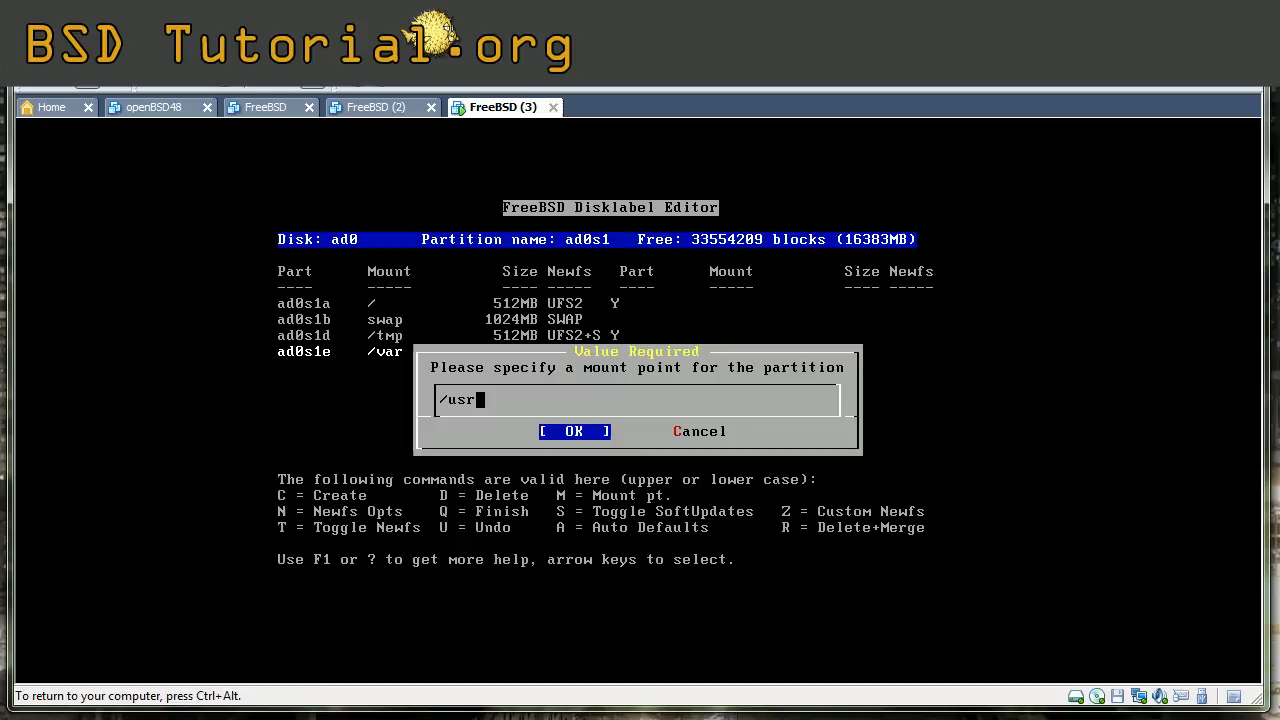 BSD Tutorial.org
Home openBSD48 FreeBSD FreeBSD (2) FreeBSD (3)
FreeBSD Disklabel Editor
Disk: ad0 Partition name: ad0s1 Free: 33554209 blocks (16383MB)
Part Mount Size Newfs Part Mount Size Newfs
---- ----- ---- ----- ---- ----- ---- -----
ad0s1a / 512MB UFS2 Y
ad0s1b swap 1024MB SWAP
ad0s1d /tmp 512MB UFS2+S Y
ad0s1e /var
Value Required
Please specify a mount point for the partition
/usr
[ OK ] Cancel
The following commands are valid here (upper or lower case):
C = Create D = Delete M = Mount pt.
N = Newfs Opts Q = Finish S = Toggle SoftUpdates Z = Custom Newfs
T = Toggle Newfs U = Undo A = Auto Defaults R = Delete+Merge
Use F1 or ? to get more help, arrow keys to select.
To return to your computer, press Ctrl+Alt.